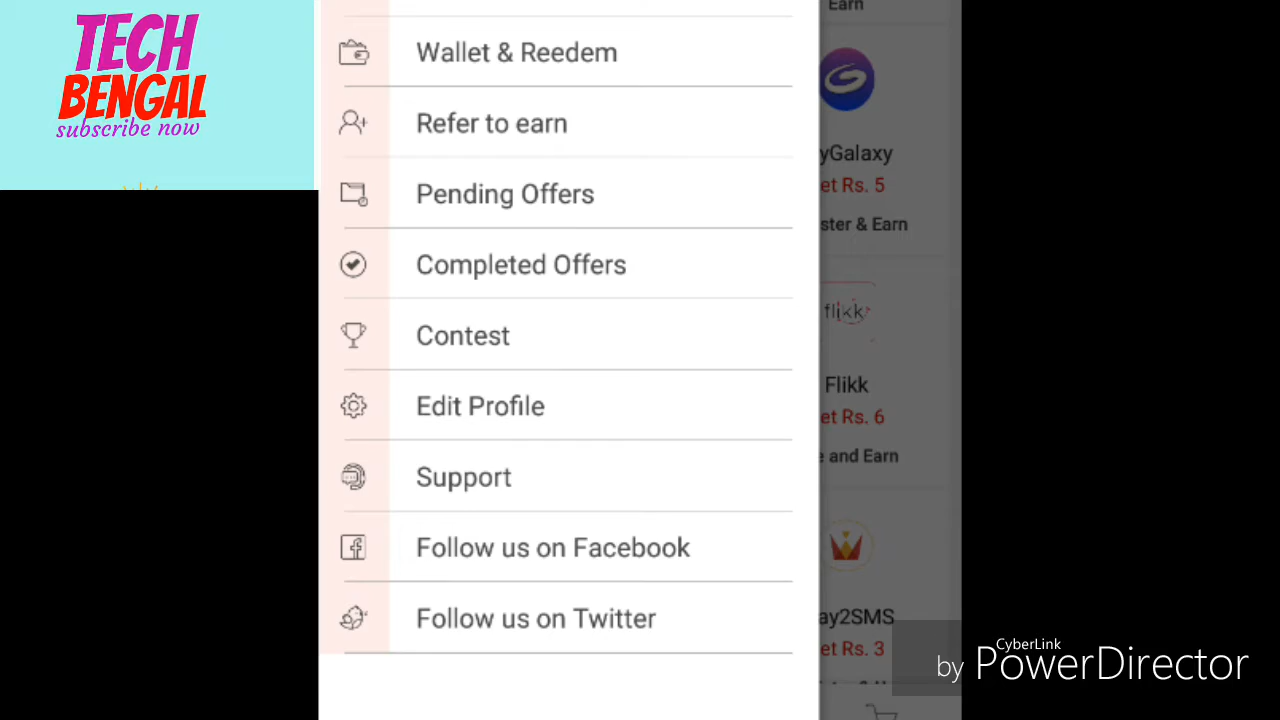 TECH
BENGAL
subscribe now
Wallet & Reedem
Refer to earn
Pending Offers
Completed Offers
Contest
Edit Profile
Support
Follow us on Facebook
Follow us on Twitter
Earn
yGalaxy
et Rs. 5
ster & Earn
flikk
Flikk
et Rs. 6
e and Earn
ay2SMS
et Rs. 3
CyberLink
by PowerDirector